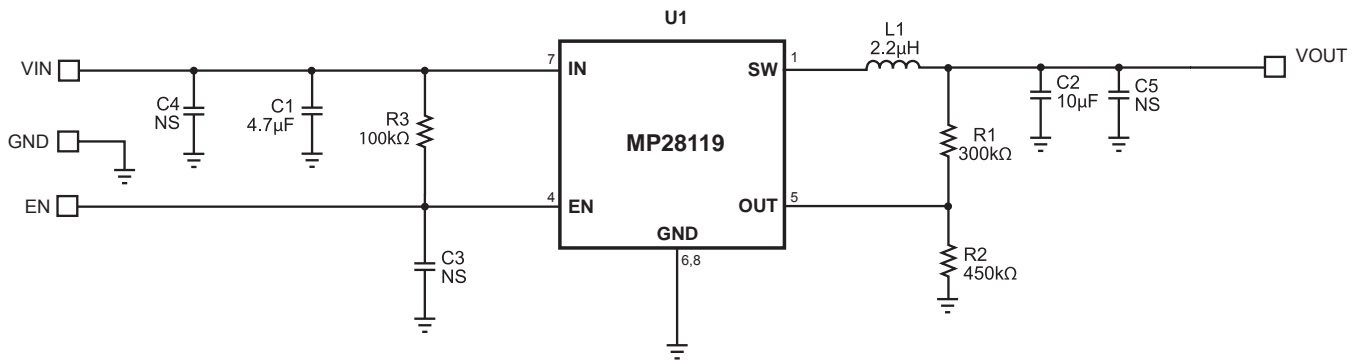 U1
VIN
C4
NS
C1
4.7µF
R3
100kΩ
GND
EN
C3
NS
7
IN
4
EN
MP28119
GND
6,8
SW
1
OUT
5
L1
2.2µH
R1
300kΩ
R2
450kΩ
C2
10µF
C5
NS
VOUT